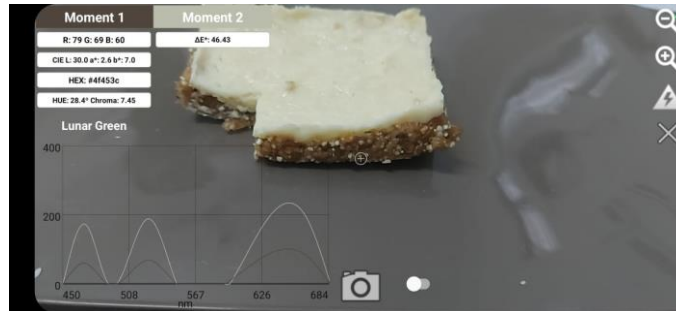 Moment 1
Moment 2
R: 79 G: 69 B: 60
ΔE*: 46.43
CIE L: 30.0 a*: 2.6 b*: 7.0
HEX: #4f453c
HUE: 28.4° Chroma: 7.45
Lunar Green
400
200
0
450 508 567 626 684
nm